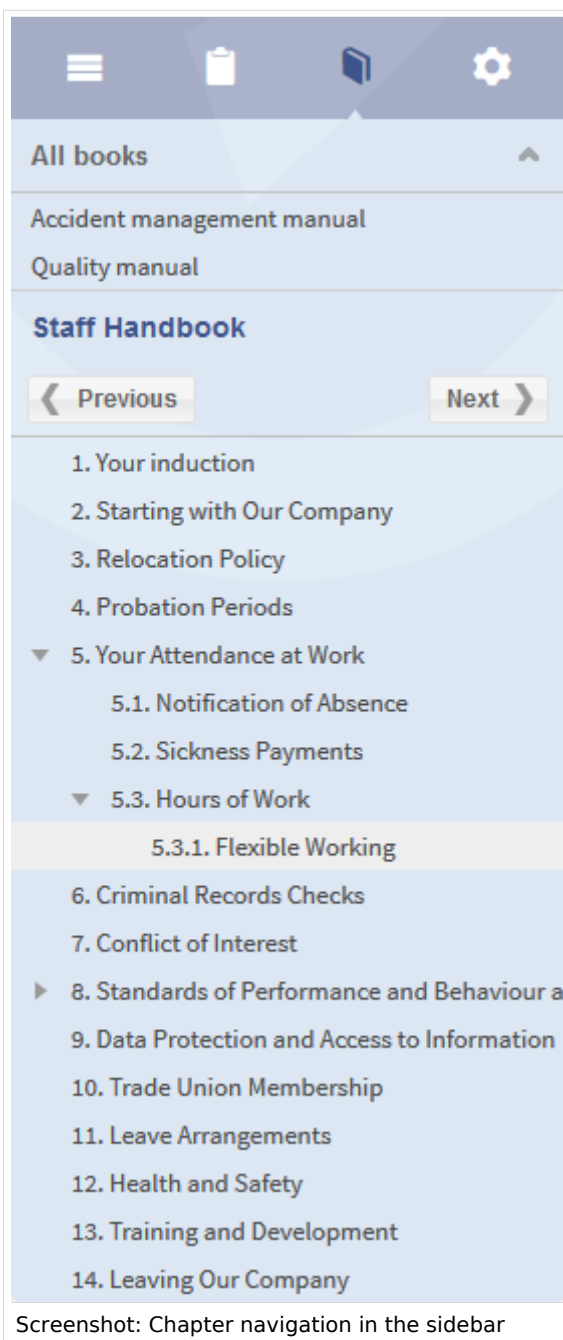 All books
Accident management manual
Quality manual
Staff Handbook
Previous
Next
1. Your induction
2. Starting with Our Company
3. Relocation Policy
4. Probation Periods
5. Your Attendance at Work
5.1. Notification of Absence
5.2. Sickness Payments
5.3. Hours of Work
5.3.1. Flexible Working
6. Criminal Records Checks
7. Conflict of Interest
8. Standards of Performance and Behaviour a
9. Data Protection and Access to Information
10. Trade Union Membership
11. Leave Arrangements
12. Health and Safety
13. Training and Development
14. Leaving Our Company
Screenshot: Chapter navigation in the sidebar